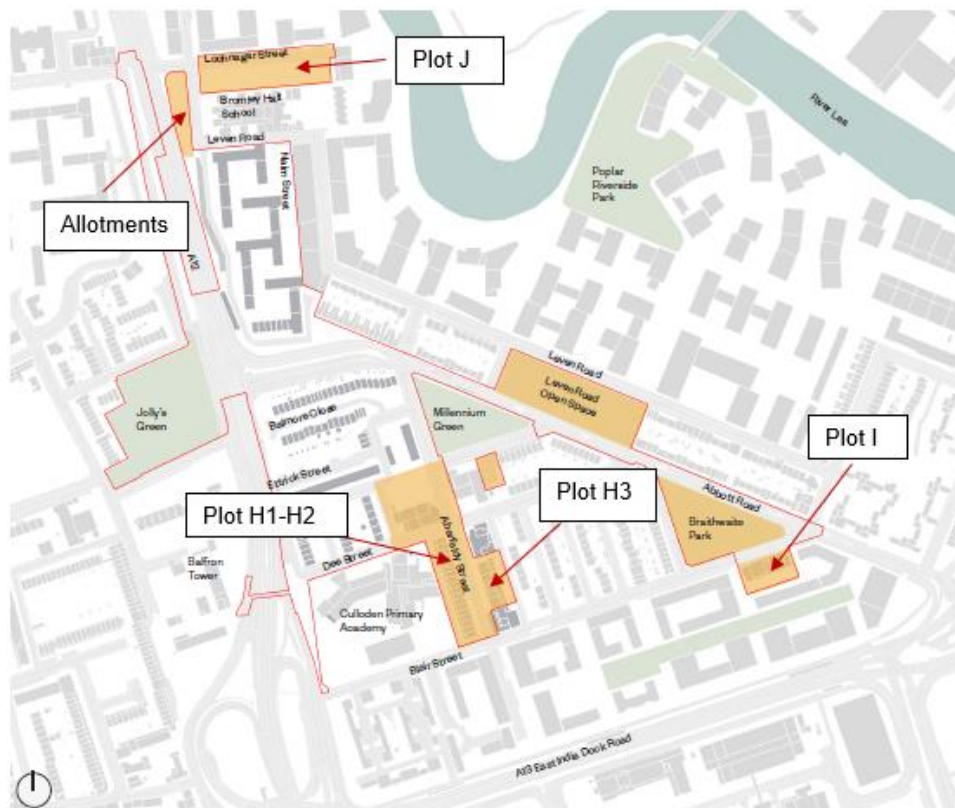 Lochnagar Street
Plot J
Bromley Hall
School
Leven Road
Nairn Street
River Lea
Poplar
Riverside
Park
Allotments
A12
Leven Road
Leven Road
Open Space
Jolly's
Green
Balmore Close
Millennium
Green
Plot I
Ettrick Street
Plot H3
Abbott Road
Plot H1-H2
Braithwaite
Park
Aberfeldy Street
Dee Street
Balfron
Tower
Culloden Primary
Academy
Blair Street
A13 East India Dock Road